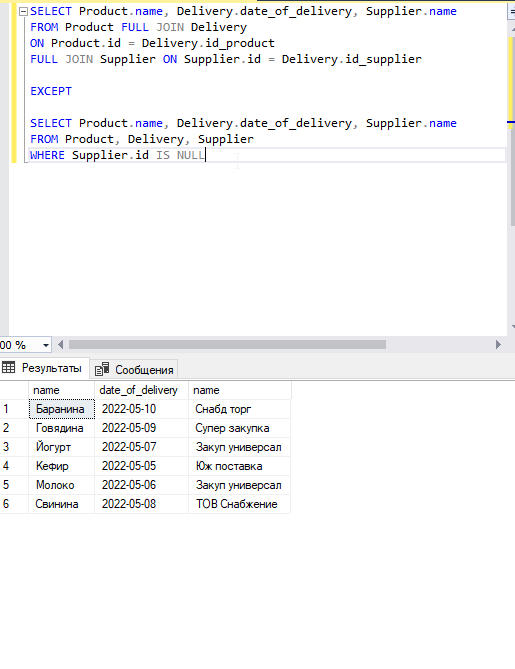 SELECT Product.name, Delivery.date_of_delivery, Supplier.name
FROM Product FULL JOIN Delivery
ON Product.id = Delivery.id_product
FULL JOIN Supplier ON Supplier.id = Delivery.id_supplier
EXCEPT
SELECT Product.name, Delivery.date_of_delivery, Supplier.name
FROM Product, Delivery, Supplier
WHERE Supplier.id IS NULL
00 %
Результаты Сообщения
name date_of_delivery name
1 Баранина 2022-05-10 Снабд торг
2 Говядина 2022-05-09 Супер закупка
3 Йогурт 2022-05-07 Закуп универсал
4 Кефир 2022-05-05 Юж поставка
5 Молоко 2022-05-06 Закуп универсал
6 Свинина 2022-05-08 ТОВ Снабжение